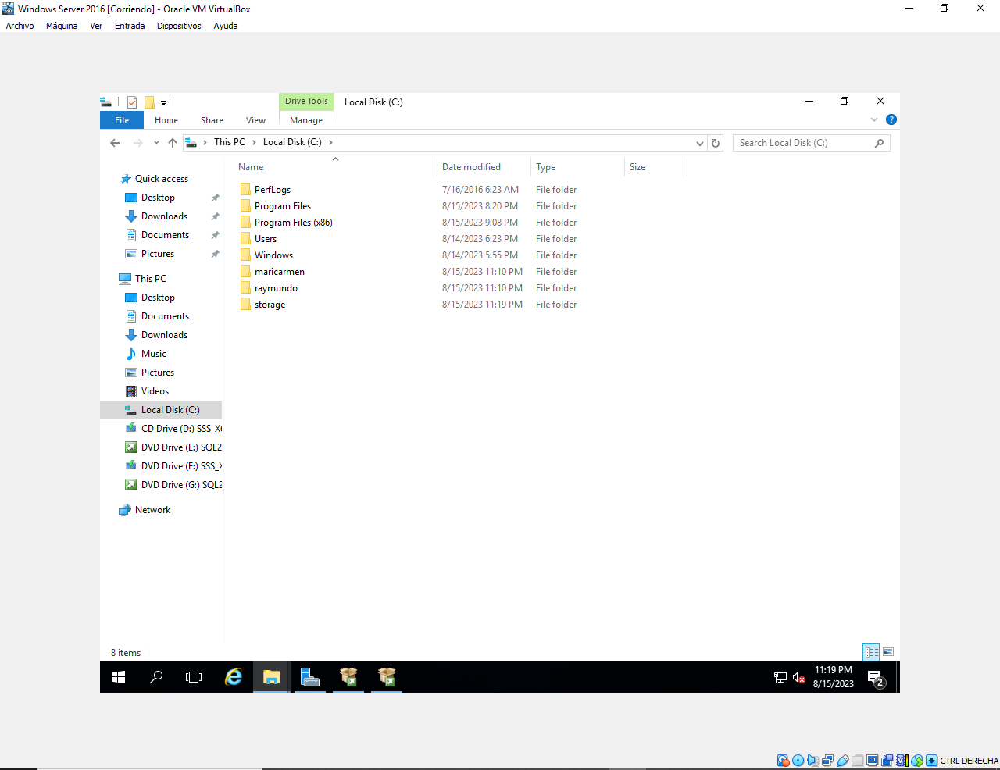 Windows Server 2016 [Corriendo] - Oracle VM VirtualBox
Archivo Máquina Ver Entrada Dispositivos Ayuda
Drive Tools Local Disk (C:)
File Home Share View Manage
This PC > Local Disk (C:) >
Search Local Disk (C:)
Name Date modified Type Size
Quick access
Desktop
Downloads
Documents
Pictures
This PC
Desktop
Documents
Downloads
Music
Pictures
Videos
Local Disk (C:)
CD Drive (D:) SSS_X
DVD Drive (E:) SQL2
DVD Drive (F:) SSS_X
DVD Drive (G:) SQL2
Network
PerfLogs 7/16/2016 6:23 AM File folder
Program Files 8/15/2023 8:20 PM File folder
Program Files (x86) 8/15/2023 9:08 PM File folder
Users 8/14/2023 6:23 PM File folder
Windows 8/14/2023 5:55 PM File folder
maricarmen 8/15/2023 11:10 PM File folder
raymundo 8/15/2023 11:10 PM File folder
storage 8/15/2023 11:19 PM File folder
8 items
11:19 PM
8/15/2023
2
CTRL DERECHA